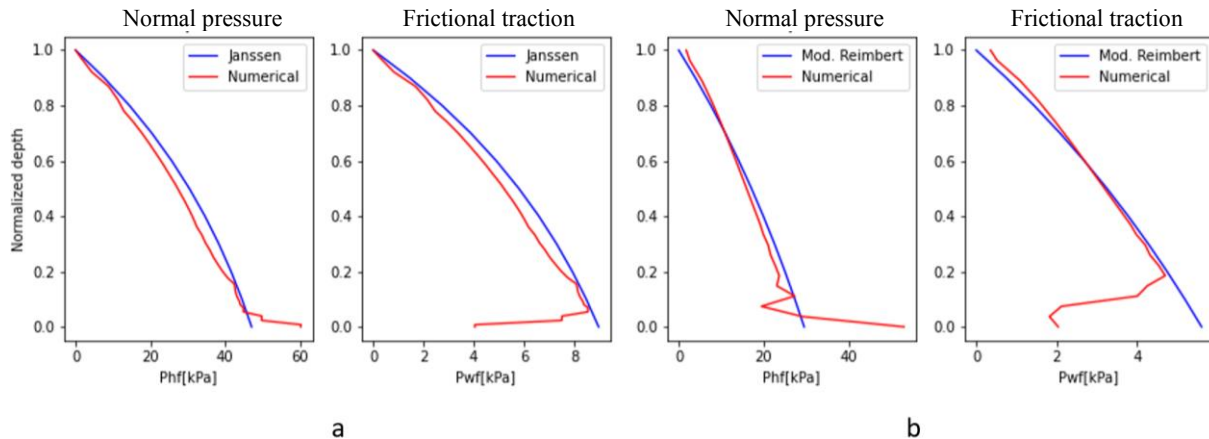 Normal pressure
Frictional traction
Normal pressure
Frictional traction
Janssen
Numerical
Janssen
Numerical
Mod. Reimbert
Numerical
Mod. Reimbert
Numerical
Normalized depth
1.0
0.8
0.6
0.4
0.2
0.0
1.0
0.8
0.6
0.4
0.2
0.0
1.0
0.8
0.6
0.4
0.2
0.0
1.0
0.8
0.6
0.4
0.2
0.0
0 20 40 60
0 2 4 6 8
0 20 40
0 2 4
Phf[kPa]
Pwf[kPa]
Phf[kPa]
Pwf[kPa]
a
b